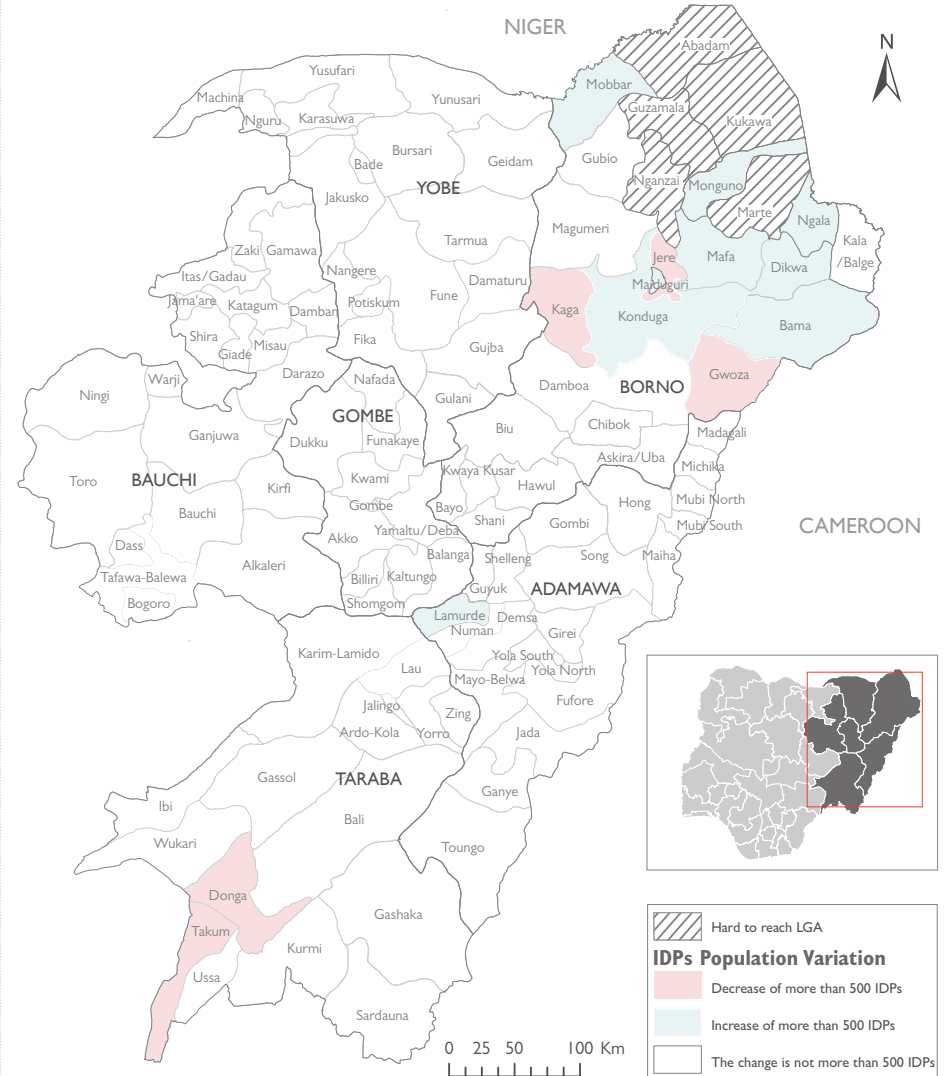 NIGER
N
Abadam
Yusufari
Mobbar
Machina
Yunusari
Guzamala
Nguru
Karasuwa
Kukawa
Bursari
Gubio
Geidam
Bade
Nganzai
Monguno
YOBE
Jakusko
Marte
Ngala
Magumeri
Tarmua
Kala
/Balge
Zaki
Gamawa
Jere
Mafa
Dikwa
Nangere
Itas/Gadau
Damaturu
Maiduguri
Jama'are
Katagum
Damban
Potiskum
Fune
Kaga
Konduga
Bama
Shira
Misau
Fika
Gujba
Giade
Darazo
Nafada
Gwoza
Warji
Ningi
Damboa
BORNO
Gulani
GOMBE
Ganjuwa
Dukku
Funakaye
Biu
Chibok
Madagali
Askira/Uba
Michika
Toro
BAUCHI
Kirfi
Kwami
Kwaya Kusar
Hawul
Mubi North
Bauchi
Gombe
Bayo
Hong
Shani
Gombi
Mubi South
CAMEROON
Akko
Yamaltu/Deba
Dass
Balanga
Shelleng
Song
Maiha
Alkaleri
Tafawa-Balewa
Billiri
Kaltungo
Guyuk
ADAMAWA
Bogoro
Shomgom
Lamurde
Demsa
Numan
Girei
Karim-Lamido
Lau
Yola South
Yola North
Mayo-Belwa
Fufore
Jalingo
Zing
Ardo-Kola
Yorro
Jada
Gassol
TARABA
Ganye
Ibi
Bali
Wukari
Toungo
Donga
Gashaka
Takum
Kurmi
Ussa
Sardauna
Hard to reach LGA
IDPs Population Variation
Decrease of more than 500 IDPs
Increase of more than 500 IDPs
The change is not more than 500 IDPs
0 25 50 100 Km